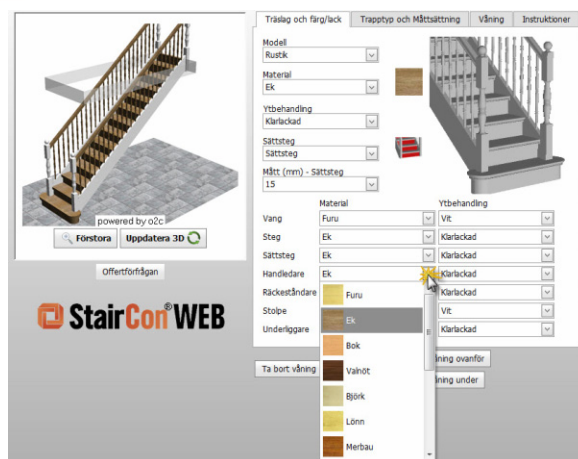 powered by o2c
Förstora
Uppdatera 3D
Offertförfrågan
StairCon® WEB
Träslag och färg/lack
Trapptyp och Måttsättning
Våning
Instruktioner
Modell
Rustik
Material
Ek
Ytbehandling
Klarlackad
Sättsteg
Sättsteg
Mått (mm) - Sättsteg
15
Material Ytbehandling
Vang Furu Vit
Steg Ek Klarlackad
Sättsteg Ek Klarlackad
Handledare Ek Klarlackad
Räckeståndare Klarlackad
Stolpe Vit
Underliggare Klarlackad
Furu
Ek
Bok
Valnöt
Björk
Lönn
Merbau
Ta bort våning
ning ovanför
ning under